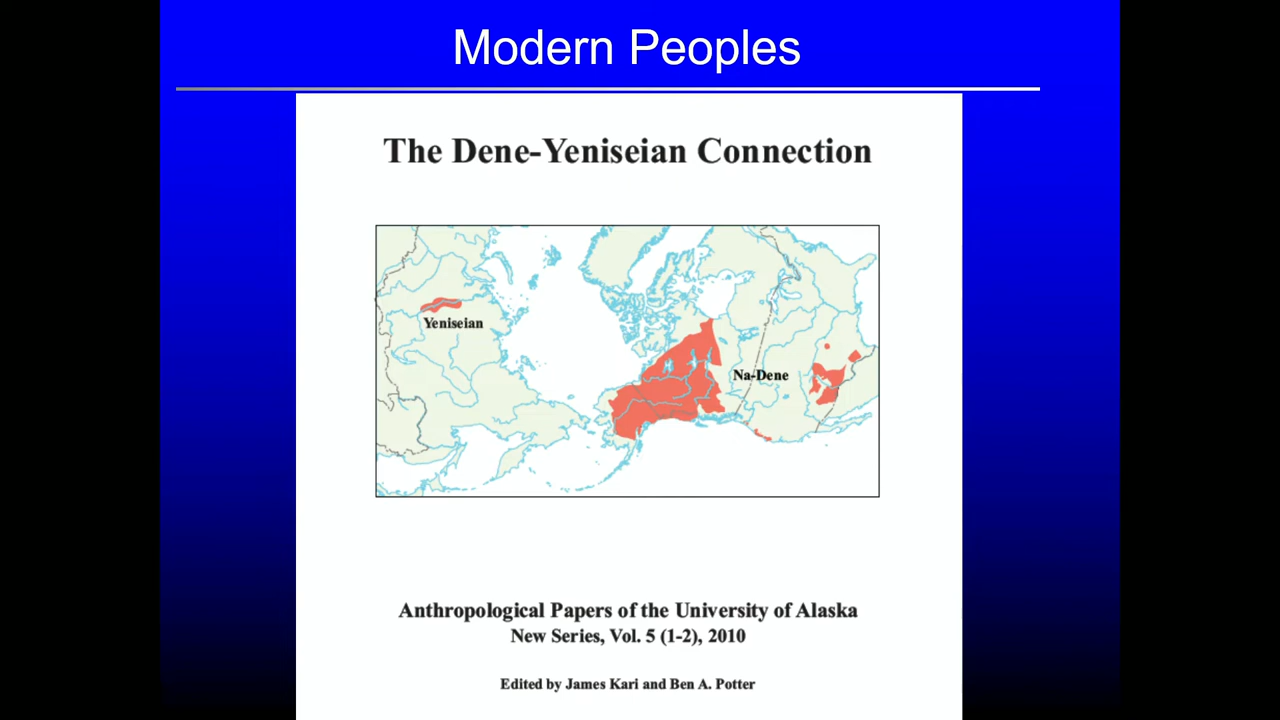 Modern Peoples
The Dene-Yeniseian Connection
Yeniseian
Na-Dene
Anthropological Papers of the University of Alaska
New Series, Vol. 5 (1-2), 2010
Edited by James Kari and Ben A. Potter